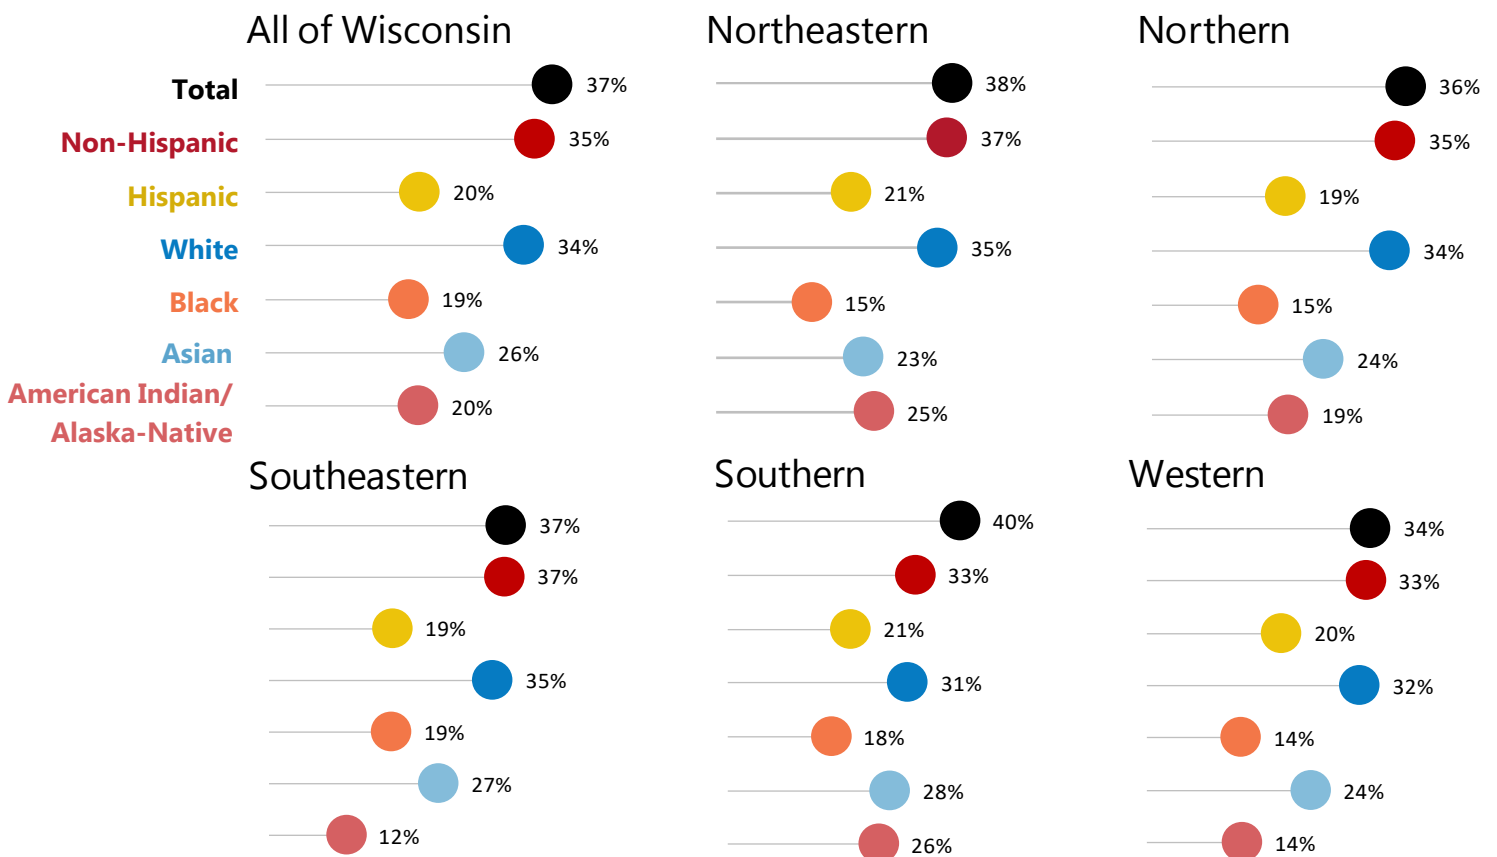 All of Wisconsin
Total 37%
Non-Hispanic 35%
Hispanic 20%
White 34%
Black 19%
Asian 26%
American Indian/
Alaska-Native 20%
Northeastern
38%
37%
21%
35%
15%
23%
25%
Northern
36%
35%
19%
34%
15%
24%
19%
Southeastern
37%
37%
19%
35%
19%
27%
12%
Southern
40%
33%
21%
31%
18%
28%
26%
Western
34%
33%
20%
32%
14%
24%
14%